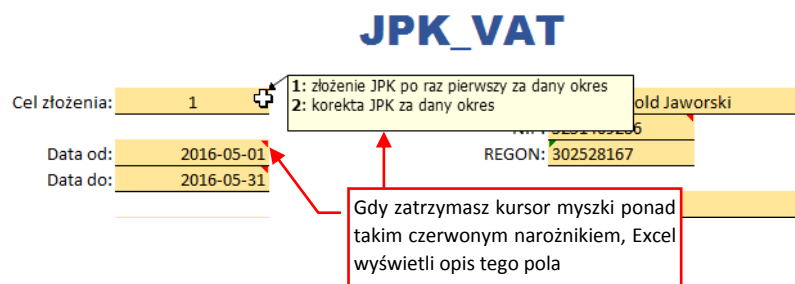 JPK_VAT
1: złożenie JPK po raz pierwszy za dany okres
Cel złożenia: 1 old Jaworski
2: korekta JPK za dany okres
Data od: 2016-05-01 REGON: 302528167
Data do: 2016-05-31
Gdy zatrzymasz kursor myszki ponad
takim czerwonym narożnikiem, Excel
wyświetli opis tego pola